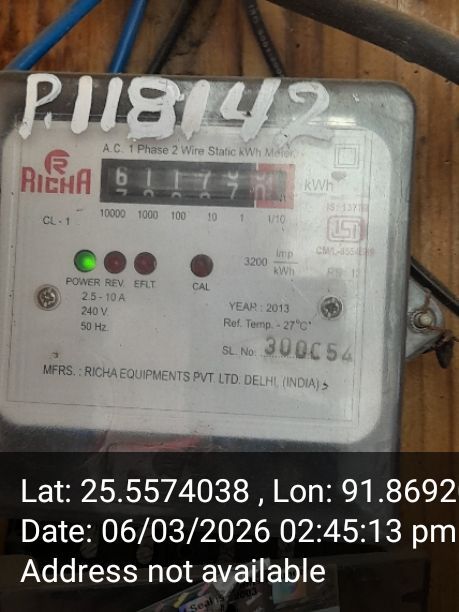 P.118142
A.C. 1 Phase 2 Wire Static kWh Meter
RICHA
kWh
10000 1000 100 10 1 1/10
CL - 1
3200 imp
kWh
POWER REV. EFLT. CAL
2.5 - 10 A
240 V.
50 Hz.
YEAR : 2013
Ref. Temp. - 27°C
SL. No.
MFRS. : RICHA EQUIPMENTS PVT. LTD. DELHI, (INDIA)
Lat: 25.5574038 , Lon: 91.8692
Date: 06/03/2026 02:45:13 pm
Address not available